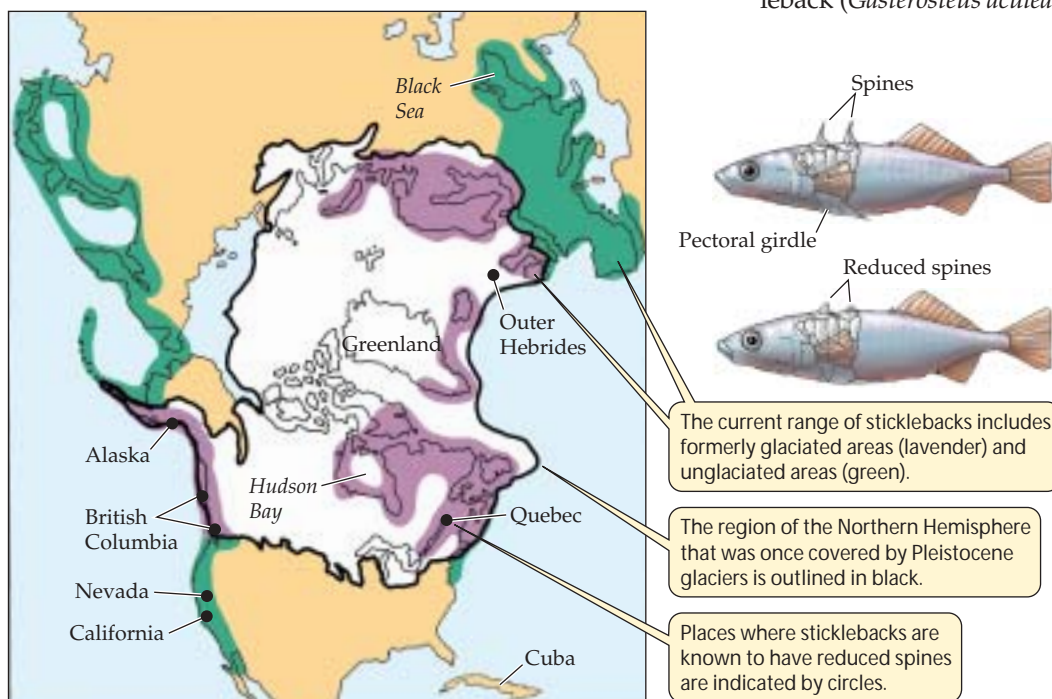 leback (Gasterosteus aculea
Black
Sea
Spines
Pectoral girdle
Reduced spines
Outer
Hebrides
Greenland
The current range of sticklebacks includes
formerly glaciated areas (lavender) and
unglaciated areas (green).
Alaska
Hudson
Bay
Quebec
British
Columbia
The region of the Northern Hemisphere
that was once covered by Pleistocene
glaciers is outlined in black.
Nevada
California
Places where sticklebacks are
known to have reduced spines
are indicated by circles.
Cuba